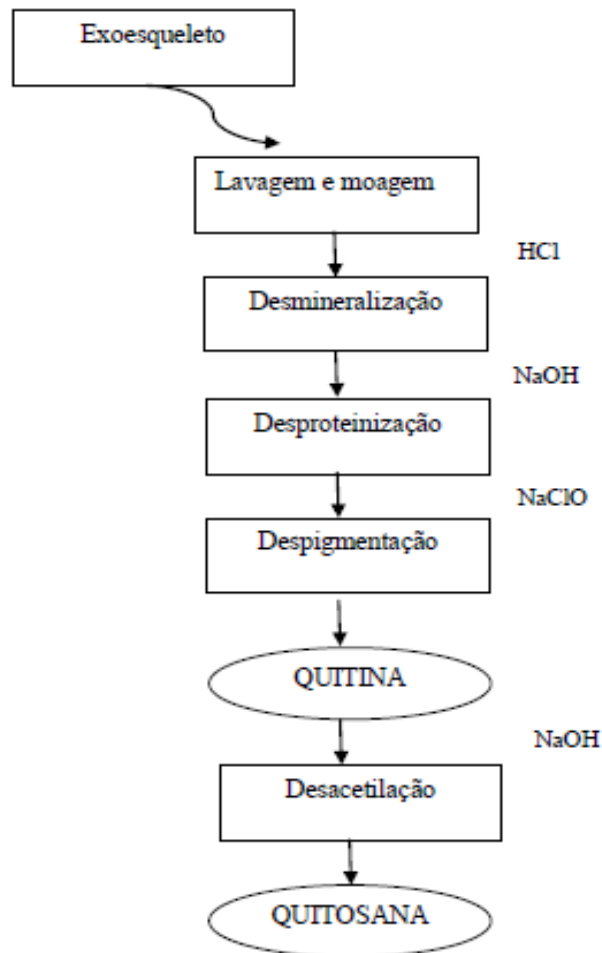 Exoesqueleto
Lavagem e moagem
HCl
Desmineralização
NaOH
Desproteinização
NaClO
Despigmentação
QUITINA
NaOH
Desacetilação
QUITOSANA